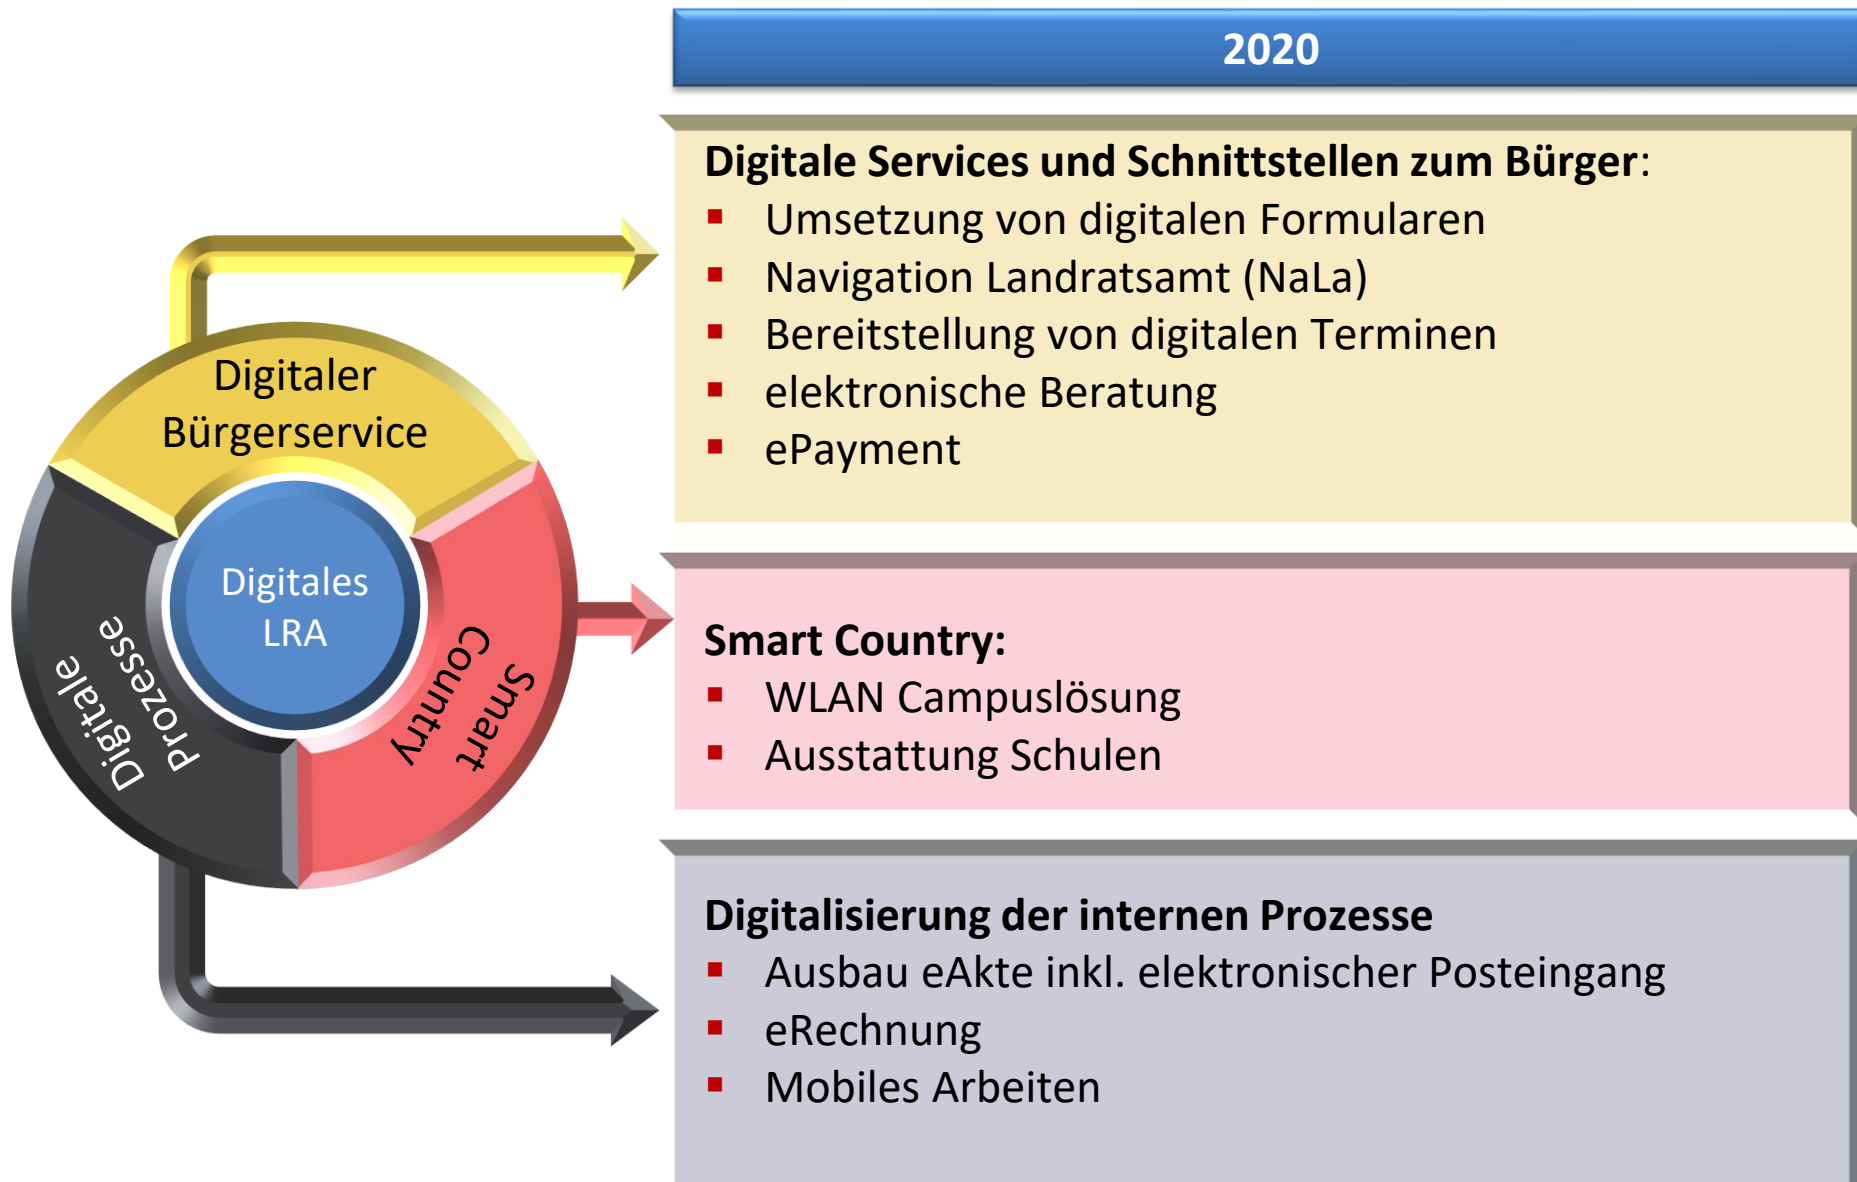 2020
Digitale Services und Schnittstellen zum Bürger:
▪ Umsetzung von digitalen Formularen
▪ Navigation Landratsamt (NaLa)
▪ Bereitstellung von digitalen Terminen
▪ elektronische Beratung
▪ ePayment
Digitaler
Bürgerservice
Digitales
LRA
Digitale
Prozesse
Smart
Country
Smart Country:
▪ WLAN Campuslösung
▪ Ausstattung Schulen
Digitalisierung der internen Prozesse
▪ Ausbau eAkte inkl. elektronischer Posteingang
▪ eRechnung
▪ Mobiles Arbeiten